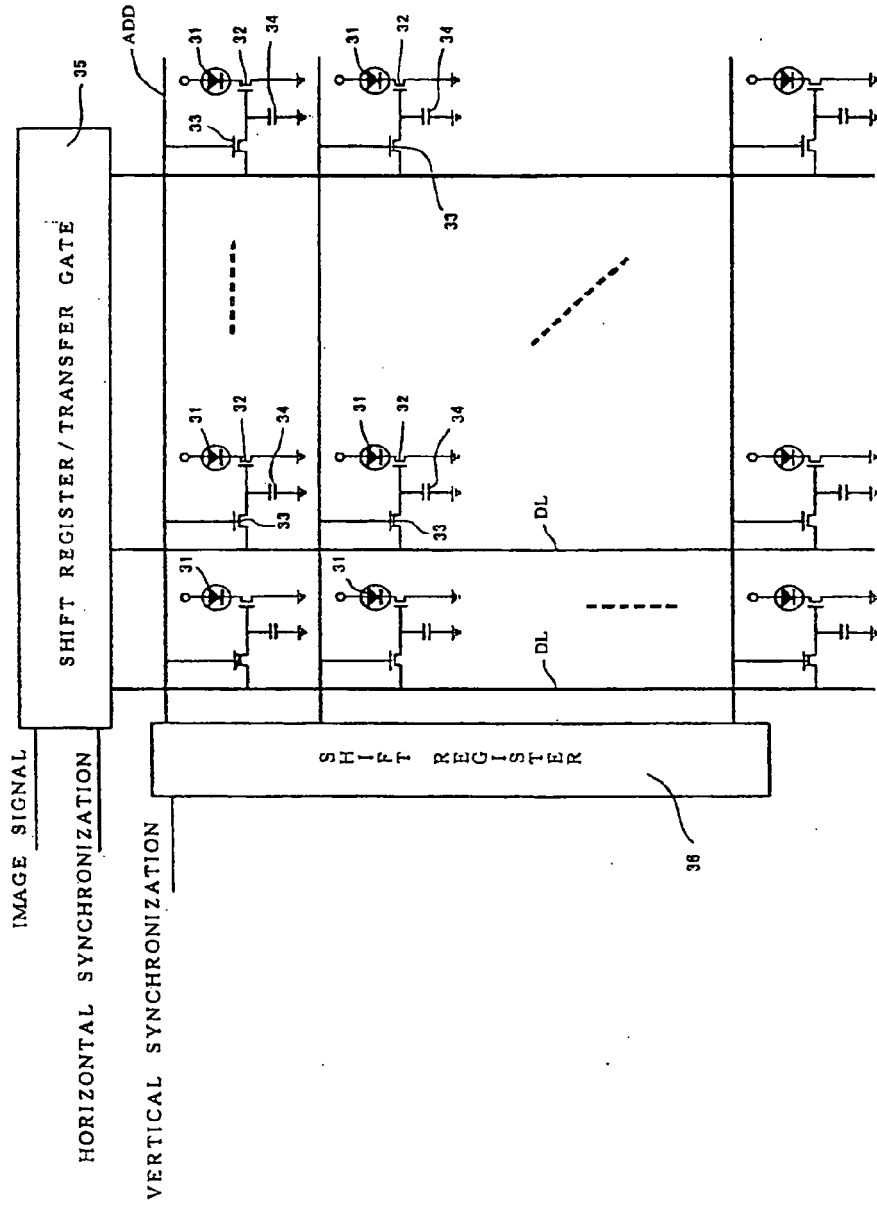 IMAGE SIGNAL
HORIZONTAL SYNCHRONIZATION
VERTICAL SYNCHRONIZATION
SHIFT REGISTER/TRANSFER GATE
35
ADD
31
31
32
33
34
31
32
33
34
31
31
32
33
34
31
32
33
34
DL
DL
SHIFT REGISTER
36